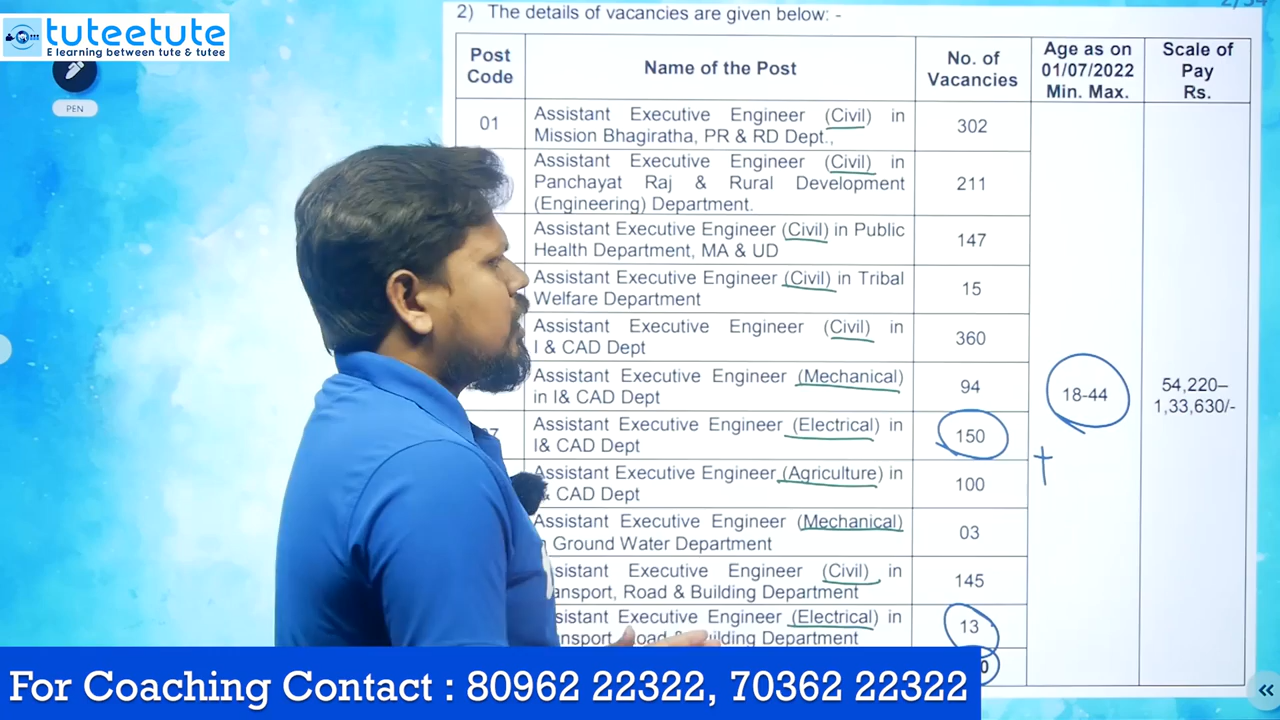 tuteetute
E learning between tute & tutee
PEN
2) The details of vacancies are given below: -
Post Code Name of the Post No. of Vacancies Age as on 01/07/2022 Min. Max. Scale of Pay Rs.
01 Assistant Executive Engineer (Civil) in
Mission Bhagiratha, PR & RD Dept., 302
Assistant Executive Engineer (Civil) in
Panchayat Raj & Rural Development 211
(Engineering) Department.
Assistant Executive Engineer (Civil) in Public
Health Department, MA & UD 147
Assistant Executive Engineer (Civil) in Tribal
Welfare Department 15
Assistant Executive Engineer (Civil) in
I & CAD Dept 360
Assistant Executive Engineer (Mechanical)
in I& CAD Dept 94
18-44
54,220–
1,33,630/-
Assistant Executive Engineer (Electrical) in
I& CAD Dept 150
Assistant Executive Engineer (Agriculture) in
& CAD Dept 100
Assistant Executive Engineer (Mechanical)
Ground Water Department 03
Executive Engineer (Civil) in
Road & Building Department 145
Executive Engineer (Electrical) in
Department 13
For Coaching Contact : 80962 22322, 70362 22322